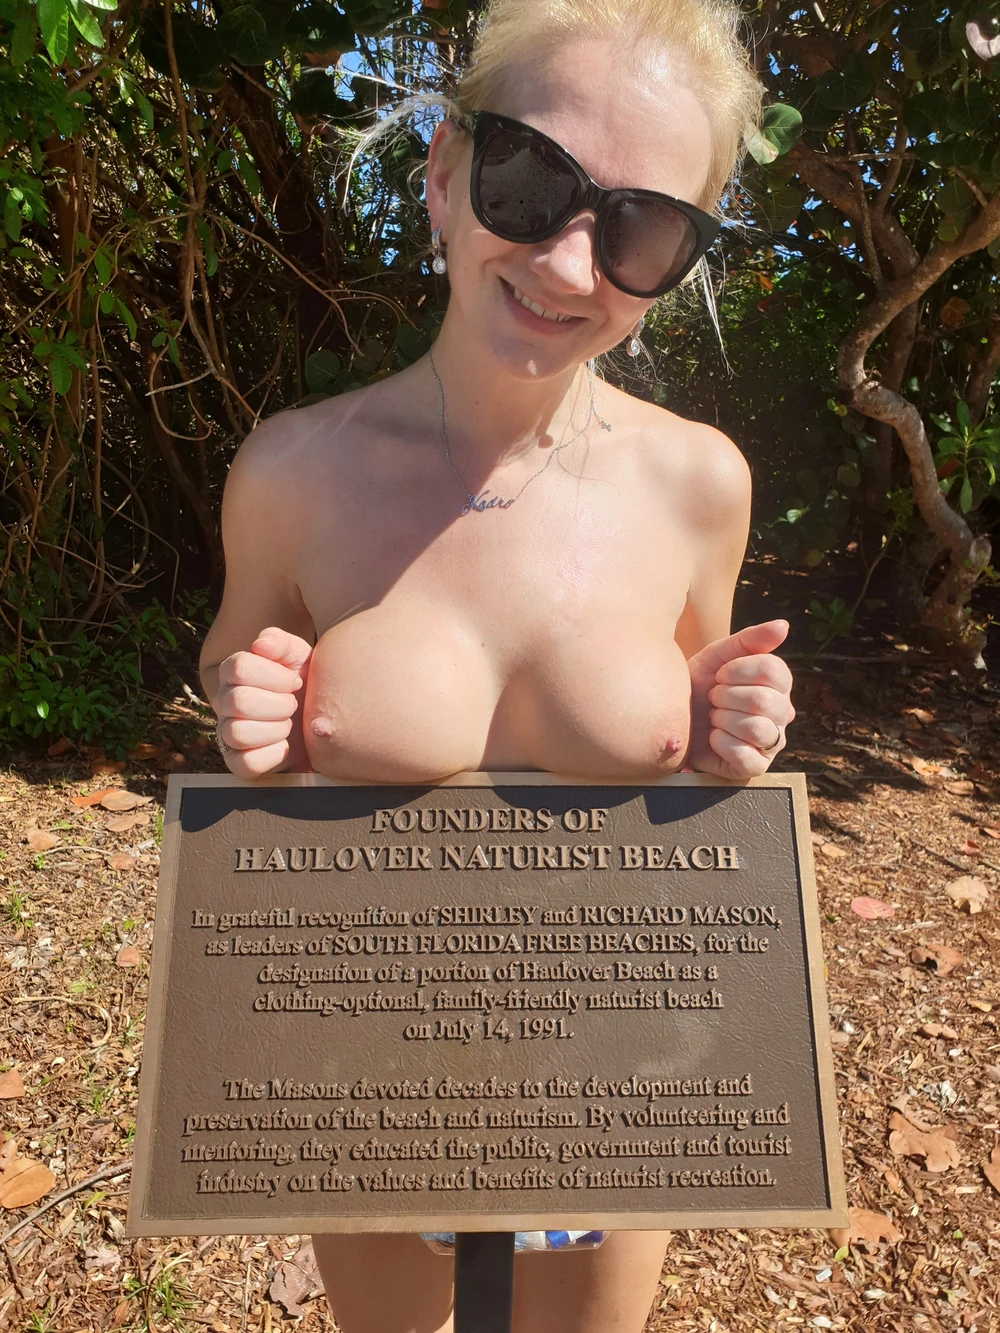 FOUNDERS OF
HAULOVER NATURIST BEACH
In grateful recognition of SHIRLEY and RICHARD MASON,
as leaders of SOUTH FLORIDA FREE BEACHES, for the
designation of a portion of Haulover Beach as a
clothing-optional, family-friendly naturist beach
on July 14, 1991.
The Masons devoted decades to the development and
preservation of the beach and naturism. By volunteering and
mentoring, they educated the public, government and tourist
industry on the values and benefits of naturist recreation.